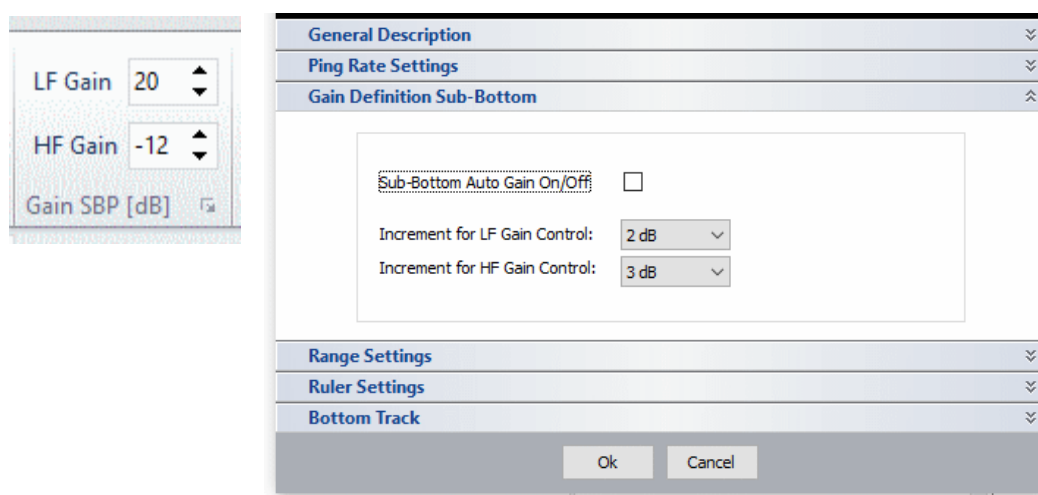 LF Gain 20
HF Gain -12
Gain SBP [dB]
General Description
Ping Rate Settings
Gain Definition Sub-Bottom
Sub-Bottom Auto Gain On/Off
Increment for LF Gain Control: 2 dB
Increment for HF Gain Control: 3 dB
Range Settings
Ruler Settings
Bottom Track
Ok Cancel